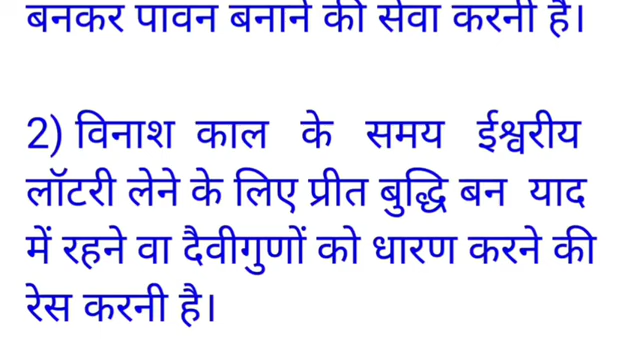 बनकर पावन बनाने की सेवा करनी है।
2) विनाश काल के समय ईश्वरीय
लॉटरी लेने के लिए प्रीत बुद्धि बन याद
में रहने वा दैवीगुणों को धारण करने की
रेस करनी है।